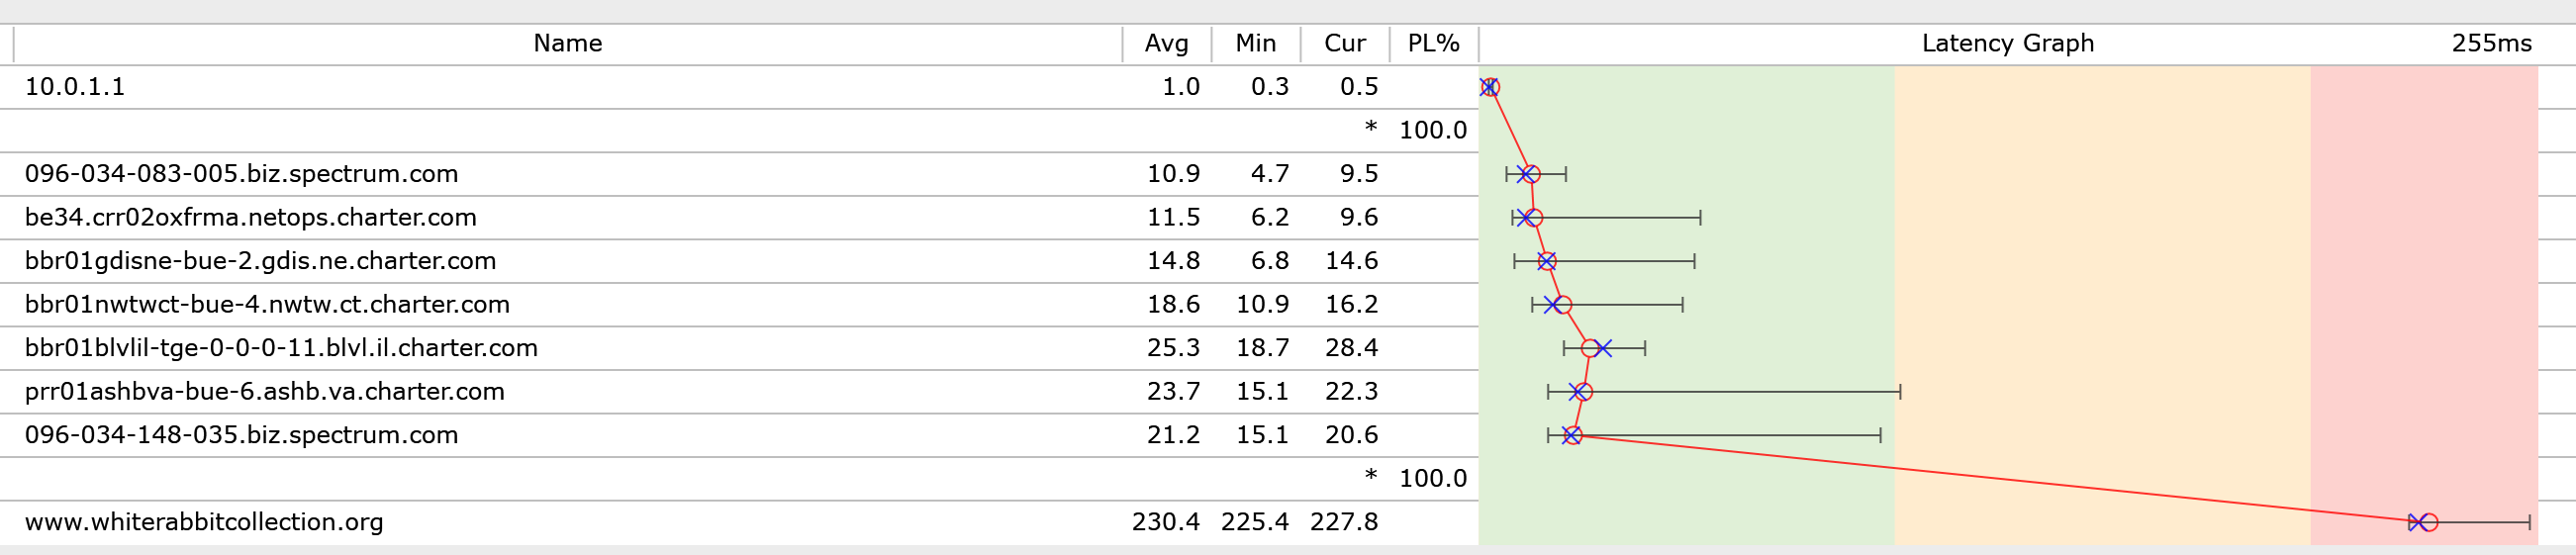 Name Avg Min Cur PL% Latency Graph 255ms
10.0.1.1 1.0 0.3 0.5
* 100.0
096-034-083-005.biz.spectrum.com 10.9 4.7 9.5
be34.crr02oxfrma.netops.charter.com 11.5 6.2 9.6
bbr01gdisne-bue-2.gdis.ne.charter.com 14.8 6.8 14.6
bbr01nwtwct-bue-4.nwtw.ct.charter.com 18.6 10.9 16.2
bbr01blvlil-tge-0-0-0-11.blvl.il.charter.com 25.3 18.7 28.4
prr01ashbva-bue-6.ashb.va.charter.com 23.7 15.1 22.3
096-034-148-035.biz.spectrum.com 21.2 15.1 20.6
* 100.0
www.whiterabbitcollection.org 230.4 225.4 227.8